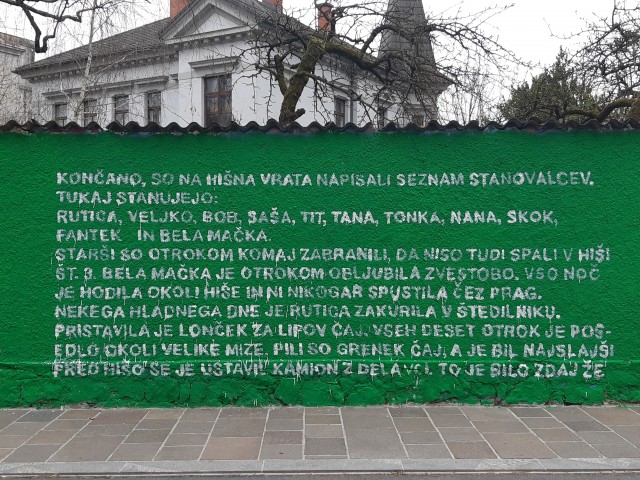 KONČANO, SO NA HIŠNA VRATA NAPISALI SEZNAM STANOVALCEV.
TUKAJ STANUJEJO:
RUTICA, VELJKO, BOB, SAŠA, TIT, TANA, TONKA, NANA, SKOK,
FANTEK IN BELA MAČKA.
STARŠI SO OTROKOM KOMAJ ZABRANILI, DA NISO TUDI SPALI V HIŠI
ŠT. 3. BELA MAČKA JE OTROKOM OBLJUBILA ZVESTOBO. VSO NOČ
JE HODILA OKOLI HIŠE IN NI NIKOGAR SPUSTILA ČEZ PRAG.
NEKEGA HLADNEGA DNE JE RUTICA ZAKURILA V ŠTEDILNIKU.
PRISTAVILA JE LONČEK ZA LIPOV ČAJ. VSEH DESET OTROK JE POS-
EDLO OKOLI VELIKE MIZE. PILI SO GRENEK ČAJ, A JE BIL NAJSLAJŠI
PRED HIŠO SE JE USTAVIL KAMION Z DELAVCI. TO JE BILO ZDAJ ŽE